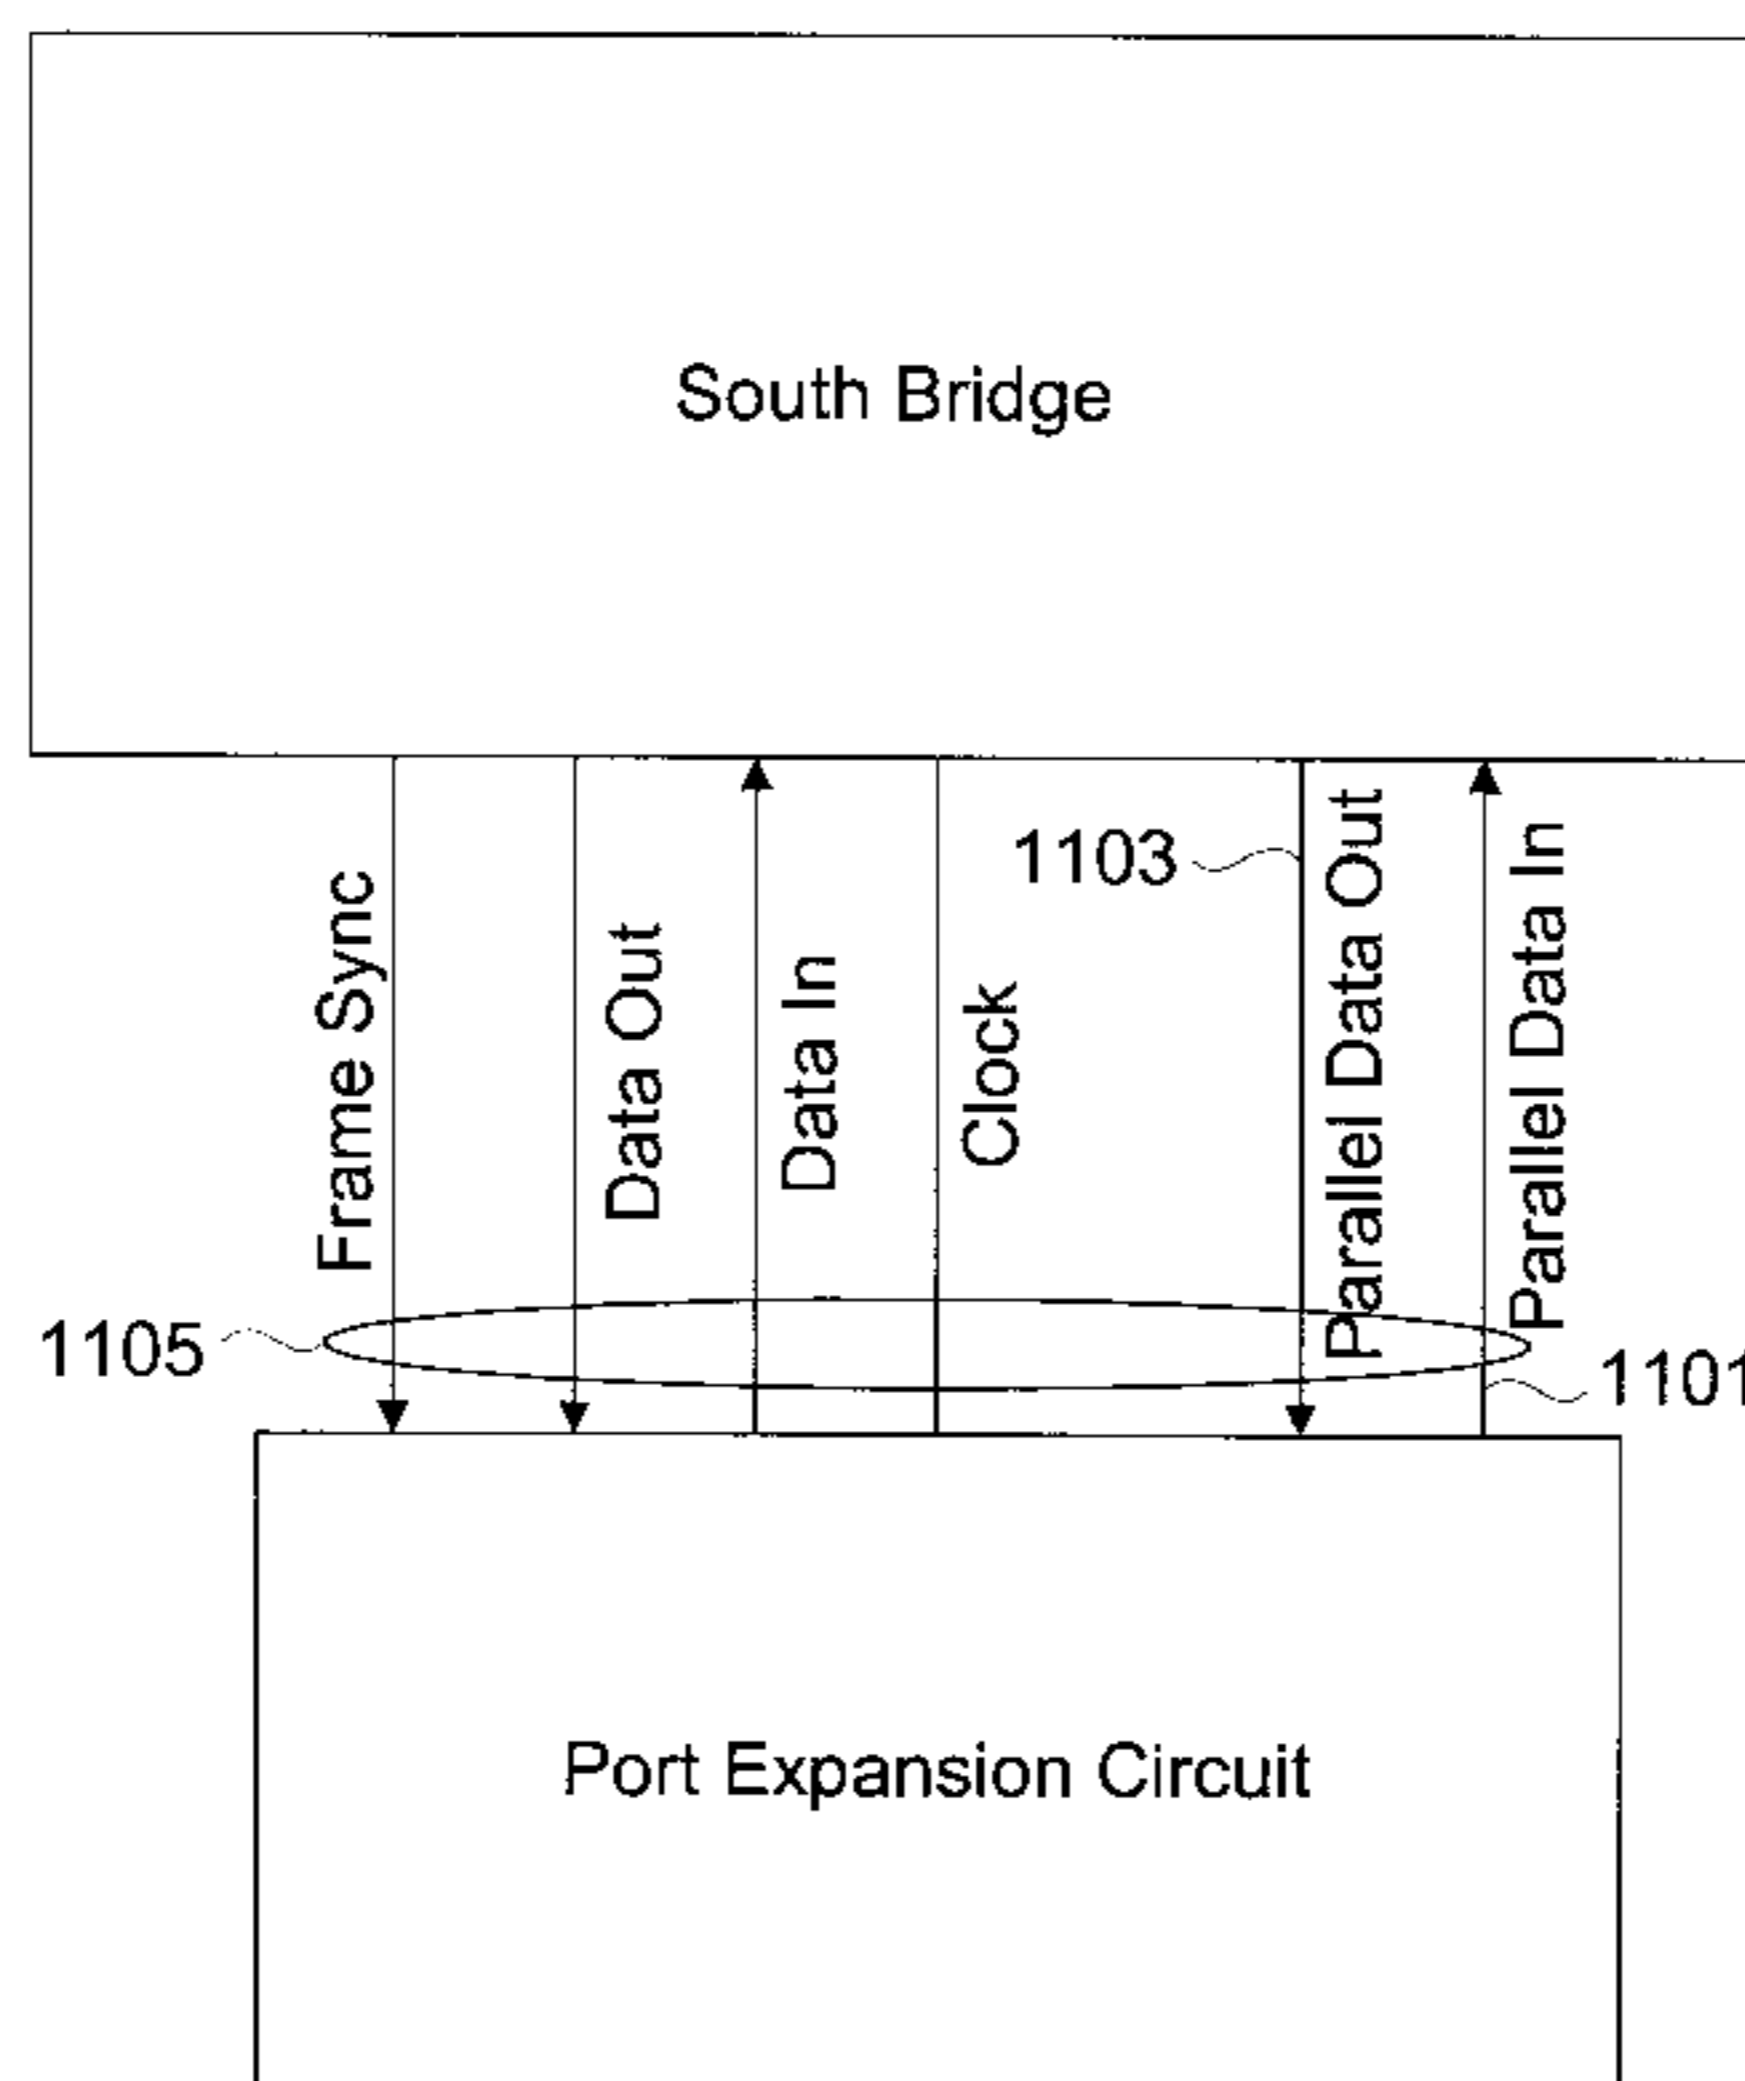 South Bridge
1103
Frame Sync
Data Out
Data In
Clock
Parallel Data Out
Parallel Data In
1105
1101
Port Expansion Circuit